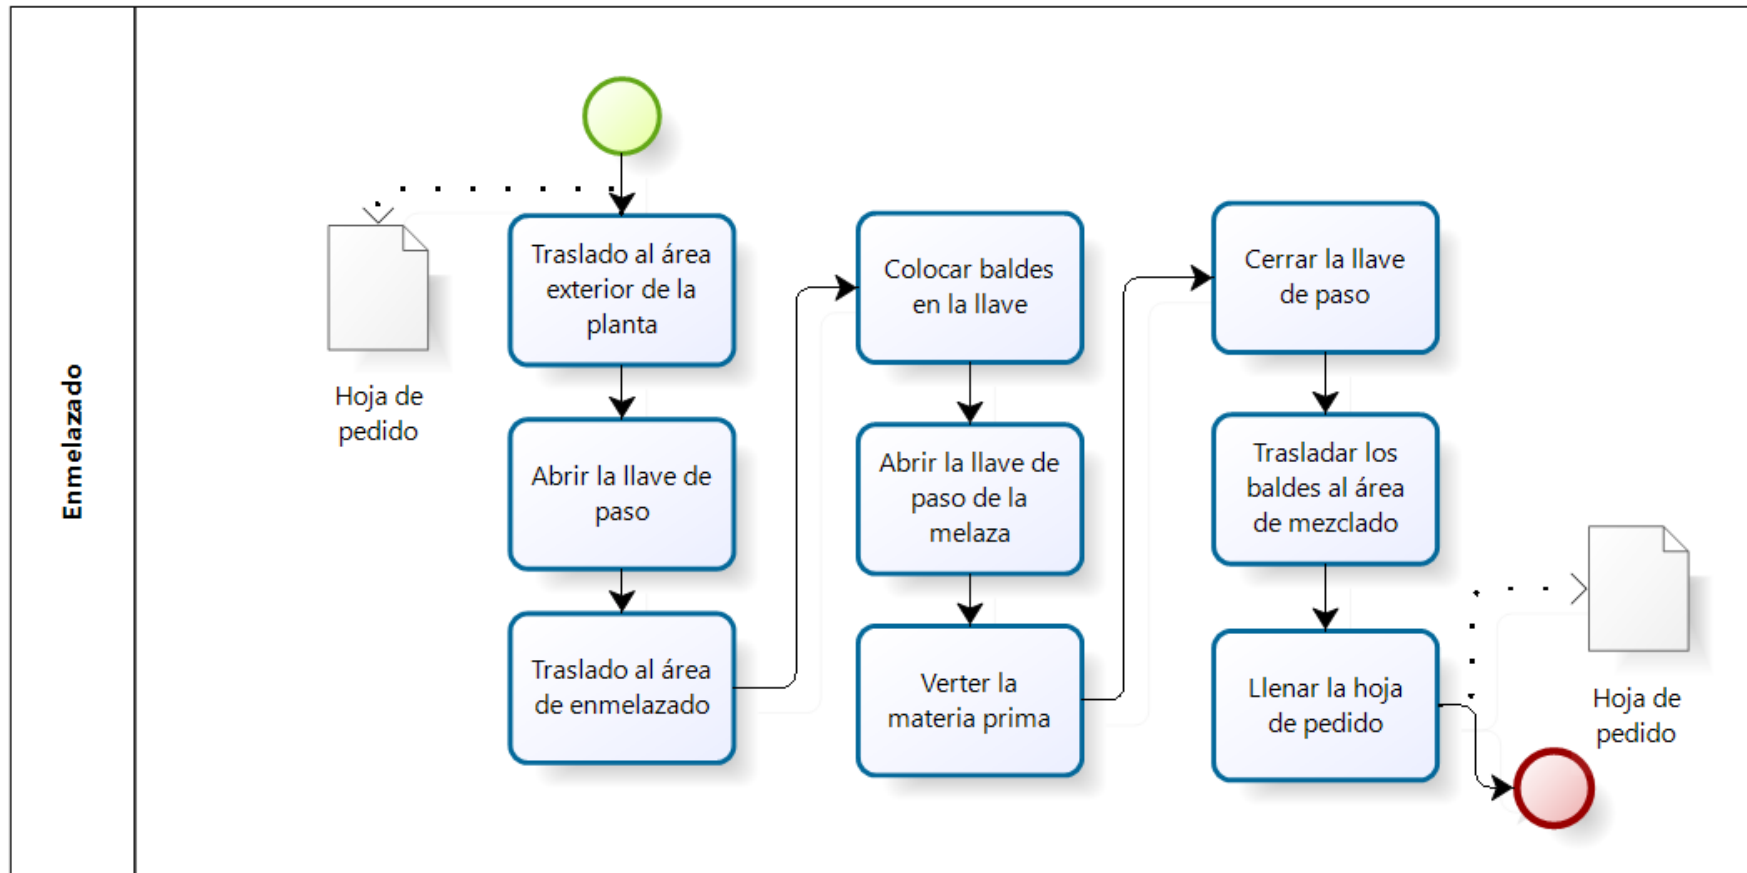 Enmelazado
Hoja de
pedido
Traslado al área
exterior de la
planta
Abrir la llave de
paso
Traslado al área
de enmelazado
Colocar baldes
en la llave
Abrir la llave de
paso de la
melaza
Verter la
materia prima
Cerrar la llave
de paso
Trasladar los
baldes al área
de mezclado
Llenar la hoja
de pedido
Hoja de
pedido